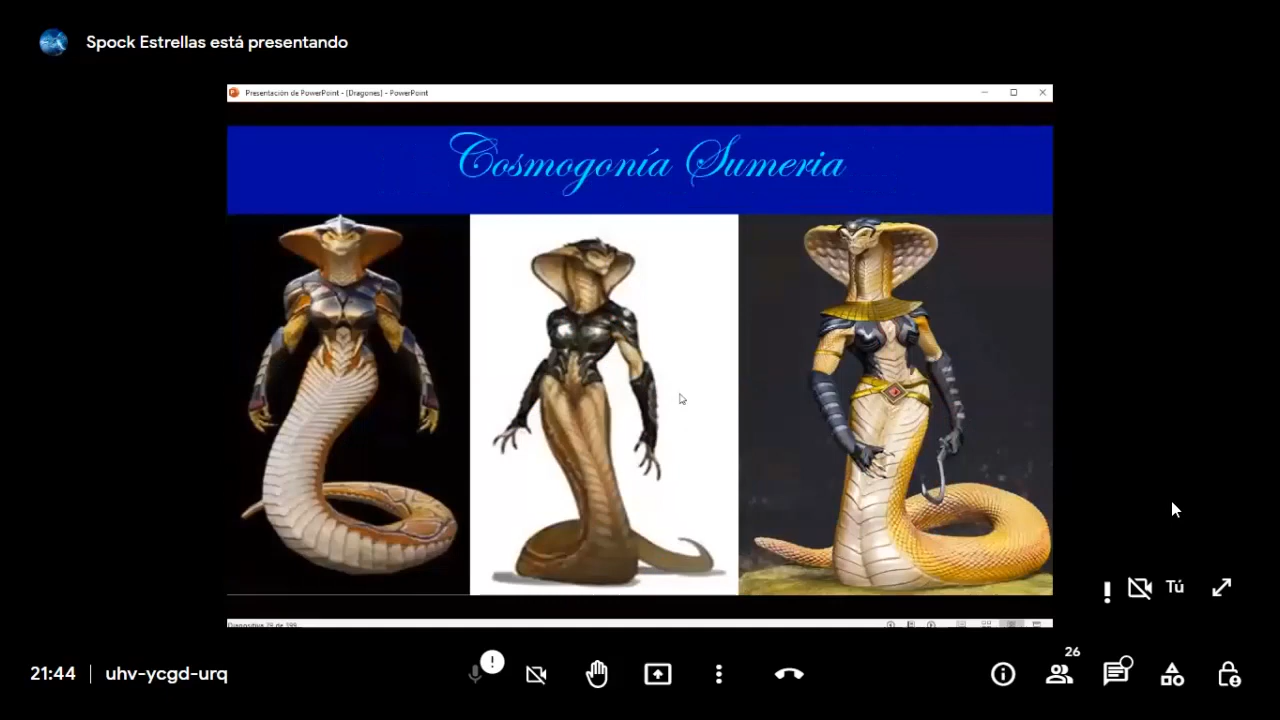 Spock Estrellas está presentando
Presentación de PowerPoint - [Dragones] - PowerPoint
Cosmogonía Sumeria
Tú
26
21:44 | uhv-ycgd-urq